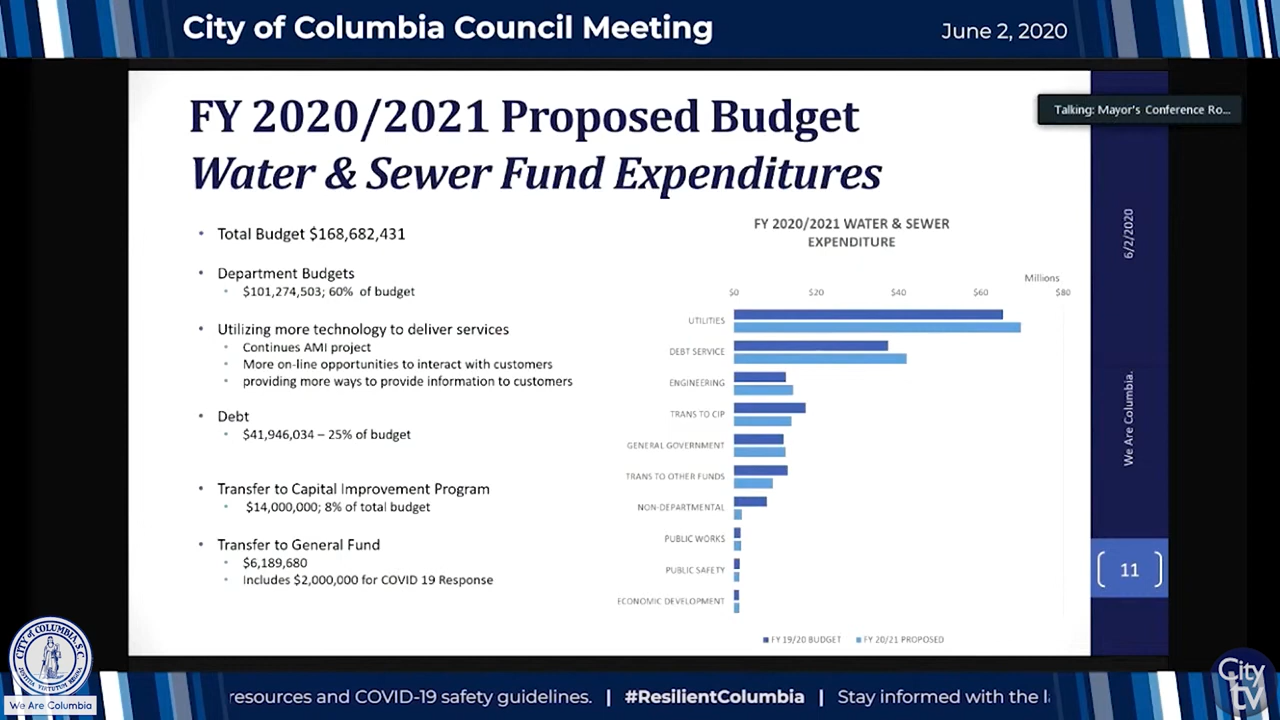 City of Columbia Council Meeting
June 2, 2020
FY 2020/2021 Proposed Budget
Water & Sewer Fund Expenditures
Talking: Mayor's Conference Ro...
• Total Budget $168,682,431
• Department Budgets
• $101,274,503; 60% of budget
• Utilizing more technology to deliver services
• Continues AMI project
• More on-line opportunities to interact with customers
• providing more ways to provide information to customers
• Debt
• $41,946,034 – 25% of budget
• Transfer to Capital Improvement Program
• $14,000,000; 8% of total budget
• Transfer to General Fund
• $6,189,680
• Includes $2,000,000 for COVID 19 Response
FY 2020/2021 WATER & SEWER
EXPENDITURE
Millions
$0 $20 $40 $60 $80
UTILITIES
DEBT SERVICE
ENGINEERING
TRANS TO CIP
GENERAL GOVERNMENT
TRANS TO OTHER FUNDS
NON-DEPARTMENTAL
PUBLIC WORKS
PUBLIC SAFETY
ECONOMIC DEVELOPMENT
FY 19/20 BUDGET FY 20/21 PROPOSED
6/2/2020
We Are Columbia.
11
CITY OF COLUMBIA, S.C.
We Are Columbia
resources and COVID-19 safety guidelines. | #ResilientColumbia | Stay informed with the l
City
tv